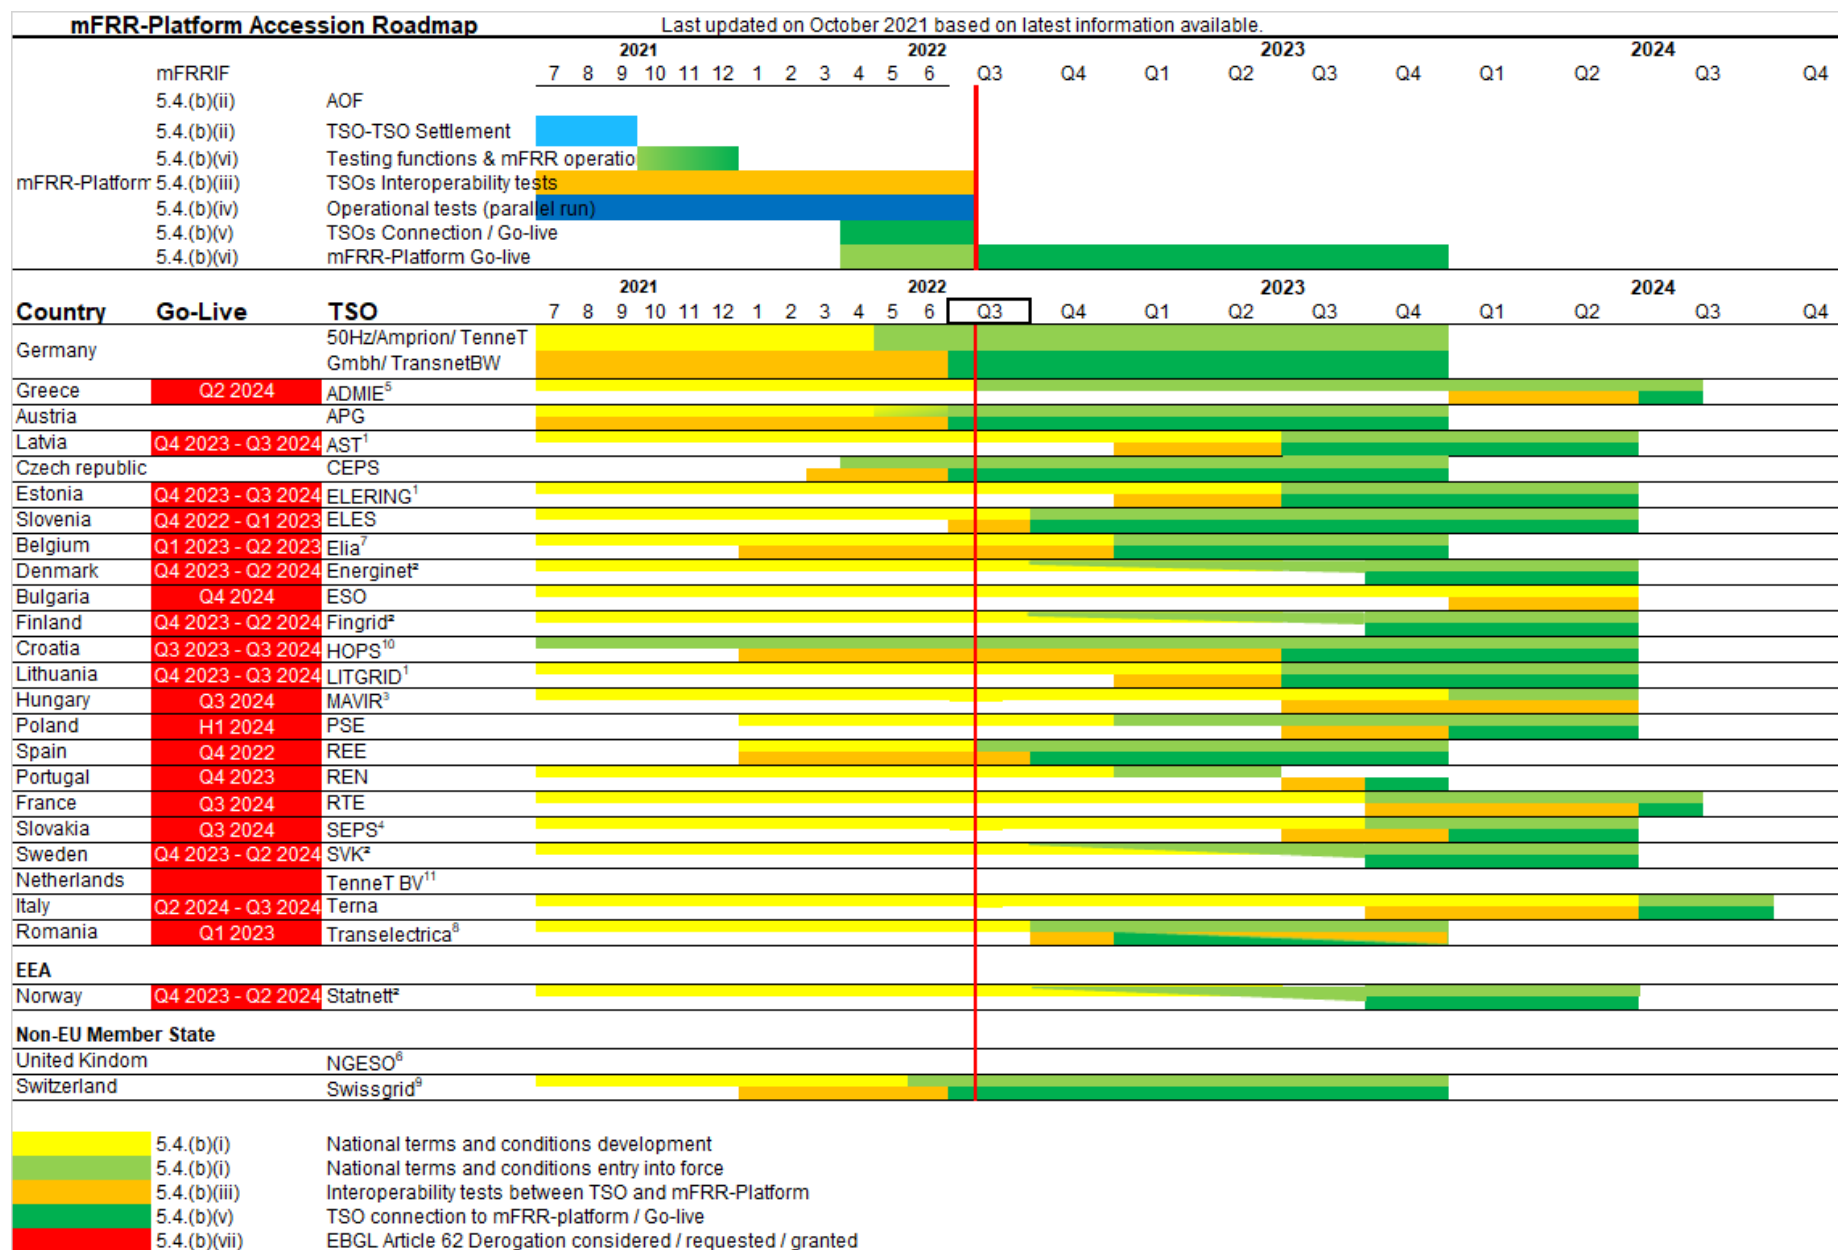 mFRR-Platform Accession Roadmap Last updated on October 2021 based on latest information available.
2021 2022 2023 2024
mFRRIF 7 8 9 10 11 12 1 2 3 4 5 6 Q3 Q4 Q1 Q2 Q3 Q4 Q1 Q2 Q3 Q4
5.4.(b)(ii) AOF
5.4.(b)(ii) TSO-TSO Settlement
5.4.(b)(vi) Testing functions & mFRR operatio
mFRR-Platform 5.4.(b)(iii) TSOs Interoperability tests
5.4.(b)(iv) Operational tests (parallel run)
5.4.(b)(v) TSOs Connection / Go-live
5.4.(b)(vi) mFRR-Platform Go-live
2021 2022 2023 2024
Country Go-Live TSO 7 8 9 10 11 12 1 2 3 4 5 6 Q3 Q4 Q1 Q2 Q3 Q4 Q1 Q2 Q3 Q4
Germany 50Hz/Amprion/ TenneT
Gmbh/ TransnetBW
Greece Q2 2024 ADMIE⁵
Austria APG
Latvia Q4 2023 - Q3 2024 AST¹
Czech republic CEPS
Estonia Q4 2023 - Q3 2024 ELERING¹
Slovenia Q4 2022 - Q1 2023 ELES
Belgium Q1 2023 - Q2 2023 Elia⁷
Denmark Q4 2023 - Q2 2024 Energinet²
Bulgaria Q4 2024 ESO
Finland Q4 2023 - Q2 2024 Fingrid²
Croatia Q3 2023 - Q3 2024 HOPS¹⁰
Lithuania Q4 2023 - Q3 2024 LITGRID¹
Hungary Q3 2024 MAVIR³
Poland H1 2024 PSE
Spain Q4 2022 REE
Portugal Q4 2023 REN
France Q3 2024 RTE
Slovakia Q3 2024 SEPS⁴
Sweden Q4 2023 - Q2 2024 SVK²
Netherlands TenneT BV¹¹
Italy Q2 2024 - Q3 2024 Terna
Romania Q1 2023 Transelectrica⁸
EEA
Norway Q4 2023 - Q2 2024 Statnett²
Non-EU Member State
United Kindom NGESO⁶
Switzerland Swissgrid⁹
5.4.(b)(i) National terms and conditions development
5.4.(b)(i) National terms and conditions entry into force
5.4.(b)(iii) Interoperability tests between TSO and mFRR-Platform
5.4.(b)(v) TSO connection to mFRR-platform / Go-live
5.4.(b)(vii) EBGL Article 62 Derogation considered / requested / granted